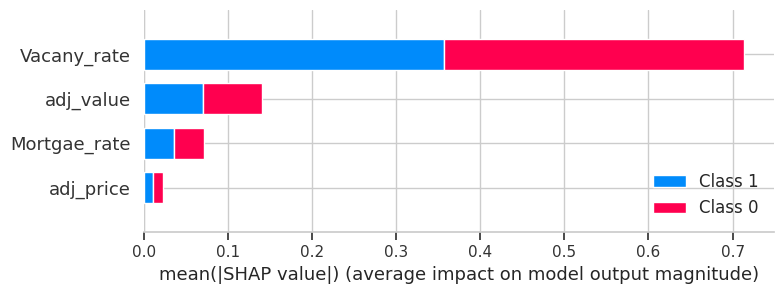 Vacany_rate
adj_value
Mortgae_rate
adj_price
Class 1
Class 0
0.0 0.1 0.2 0.3 0.4 0.5 0.6 0.7
mean(|SHAP value|) (average impact on model output magnitude)